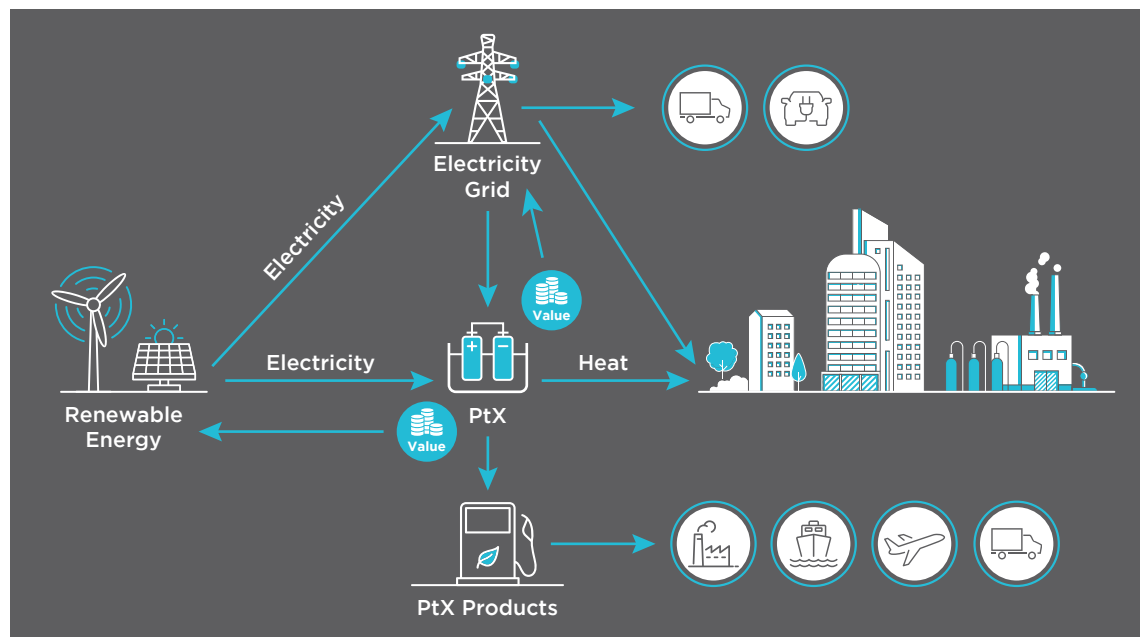 Electricity
Grid
Electricity
Value
Electricity
Heat
Renewable
Energy
PtX
Value
PtX Products